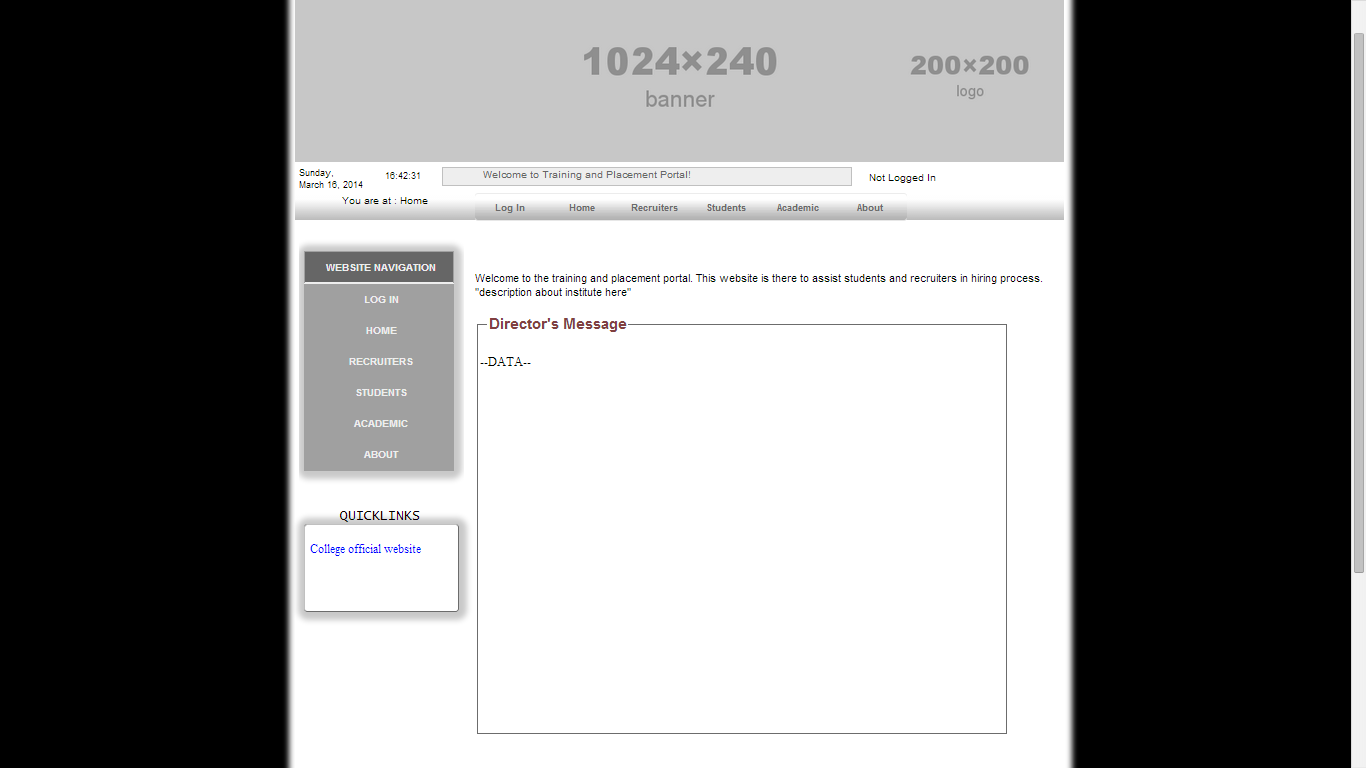 1024×240
banner
200×200
logo
Sunday,
March 16, 2014
16:42:31
Welcome to Training and Placement Portal!
Not Logged In
You are at : Home
Log In Home Recruiters Students Academic About
WEBSITE NAVIGATION
LOG IN
HOME
RECRUITERS
STUDENTS
ACADEMIC
ABOUT
QUICKLINKS
College official website
Welcome to the training and placement portal. This website is there to assist students and recruiters in hiring process.
"description about institute here"
Director's Message
--DATA--